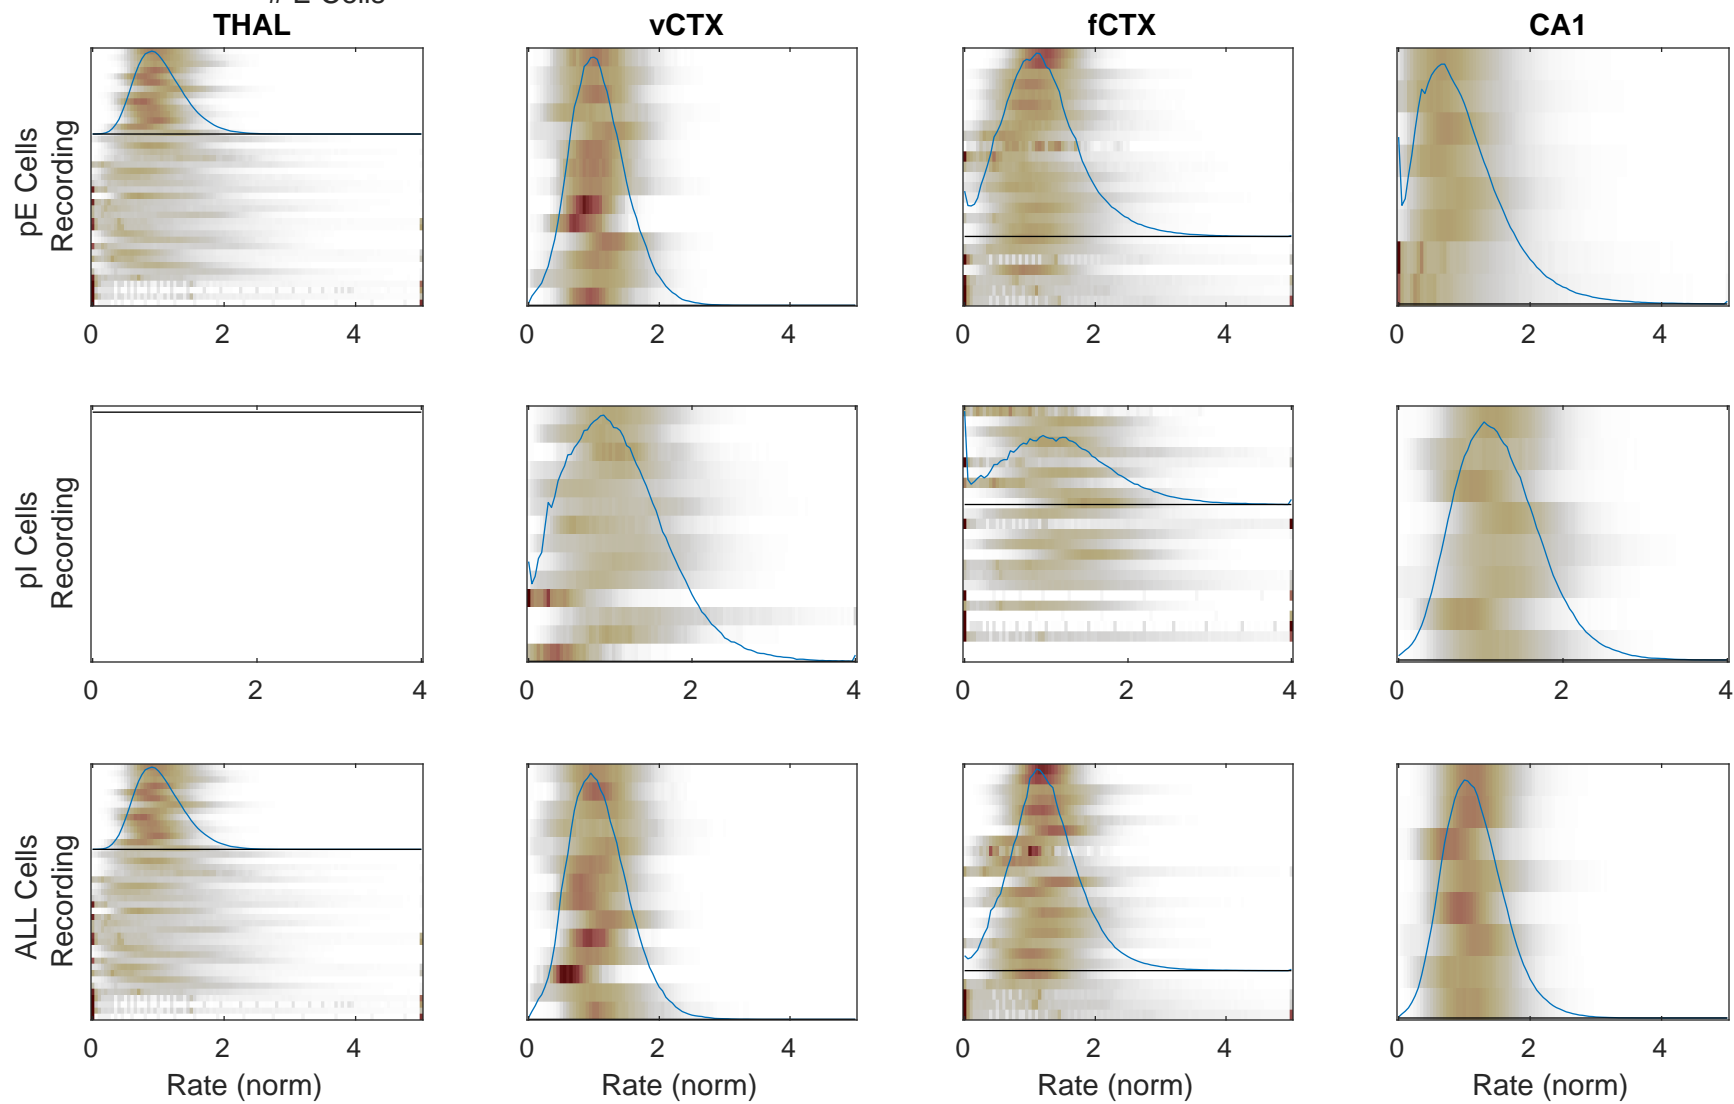 # E Cells
THAL vCTX fCTX CA1
pE Cells
Recording
0 2 4 0 2 4 0 2 4 0 2 4
pI Cells
Recording
0 2 4 0 2 4 0 2 4 0 2 4
ALL Cells
Recording
0 2 4 0 2 4 0 2 4 0 2 4
Rate (norm) Rate (norm) Rate (norm) Rate (norm)